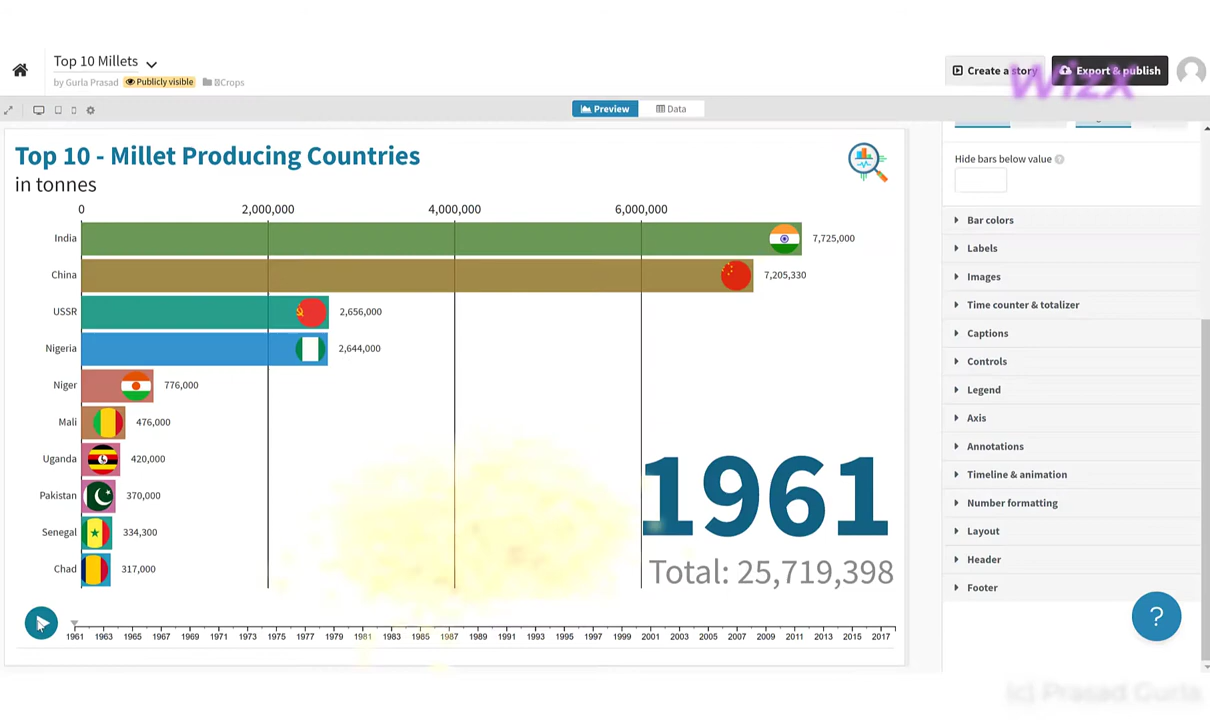 Top 10 Millets
by Gurla Prasad Publicly visible Crops
Create a story Export & publish
WizX
Preview Data
Top 10 - Millet Producing Countries
in tonnes
0 2,000,000 4,000,000 6,000,000
India 7,725,000
China 7,205,330
USSR 2,656,000
Nigeria 2,644,000
Niger 776,000
Mali 476,000
Uganda 420,000
Pakistan 370,000
Senegal 334,300
Chad 317,000
1961
Total: 25,719,398
1961 1963 1965 1967 1969 1971 1973 1975 1977 1979 1981 1983 1985 1987 1989 1991 1993 1995 1997 1999 2001 2003 2005 2007 2009 2011 2013 2015 2017
Hide bars below value ?
Bar colors
Labels
Images
Time counter & totalizer
Captions
Controls
Legend
Axis
Annotations
Timeline & animation
Number formatting
Layout
Header
Footer
?
(c) Prasad Gurla